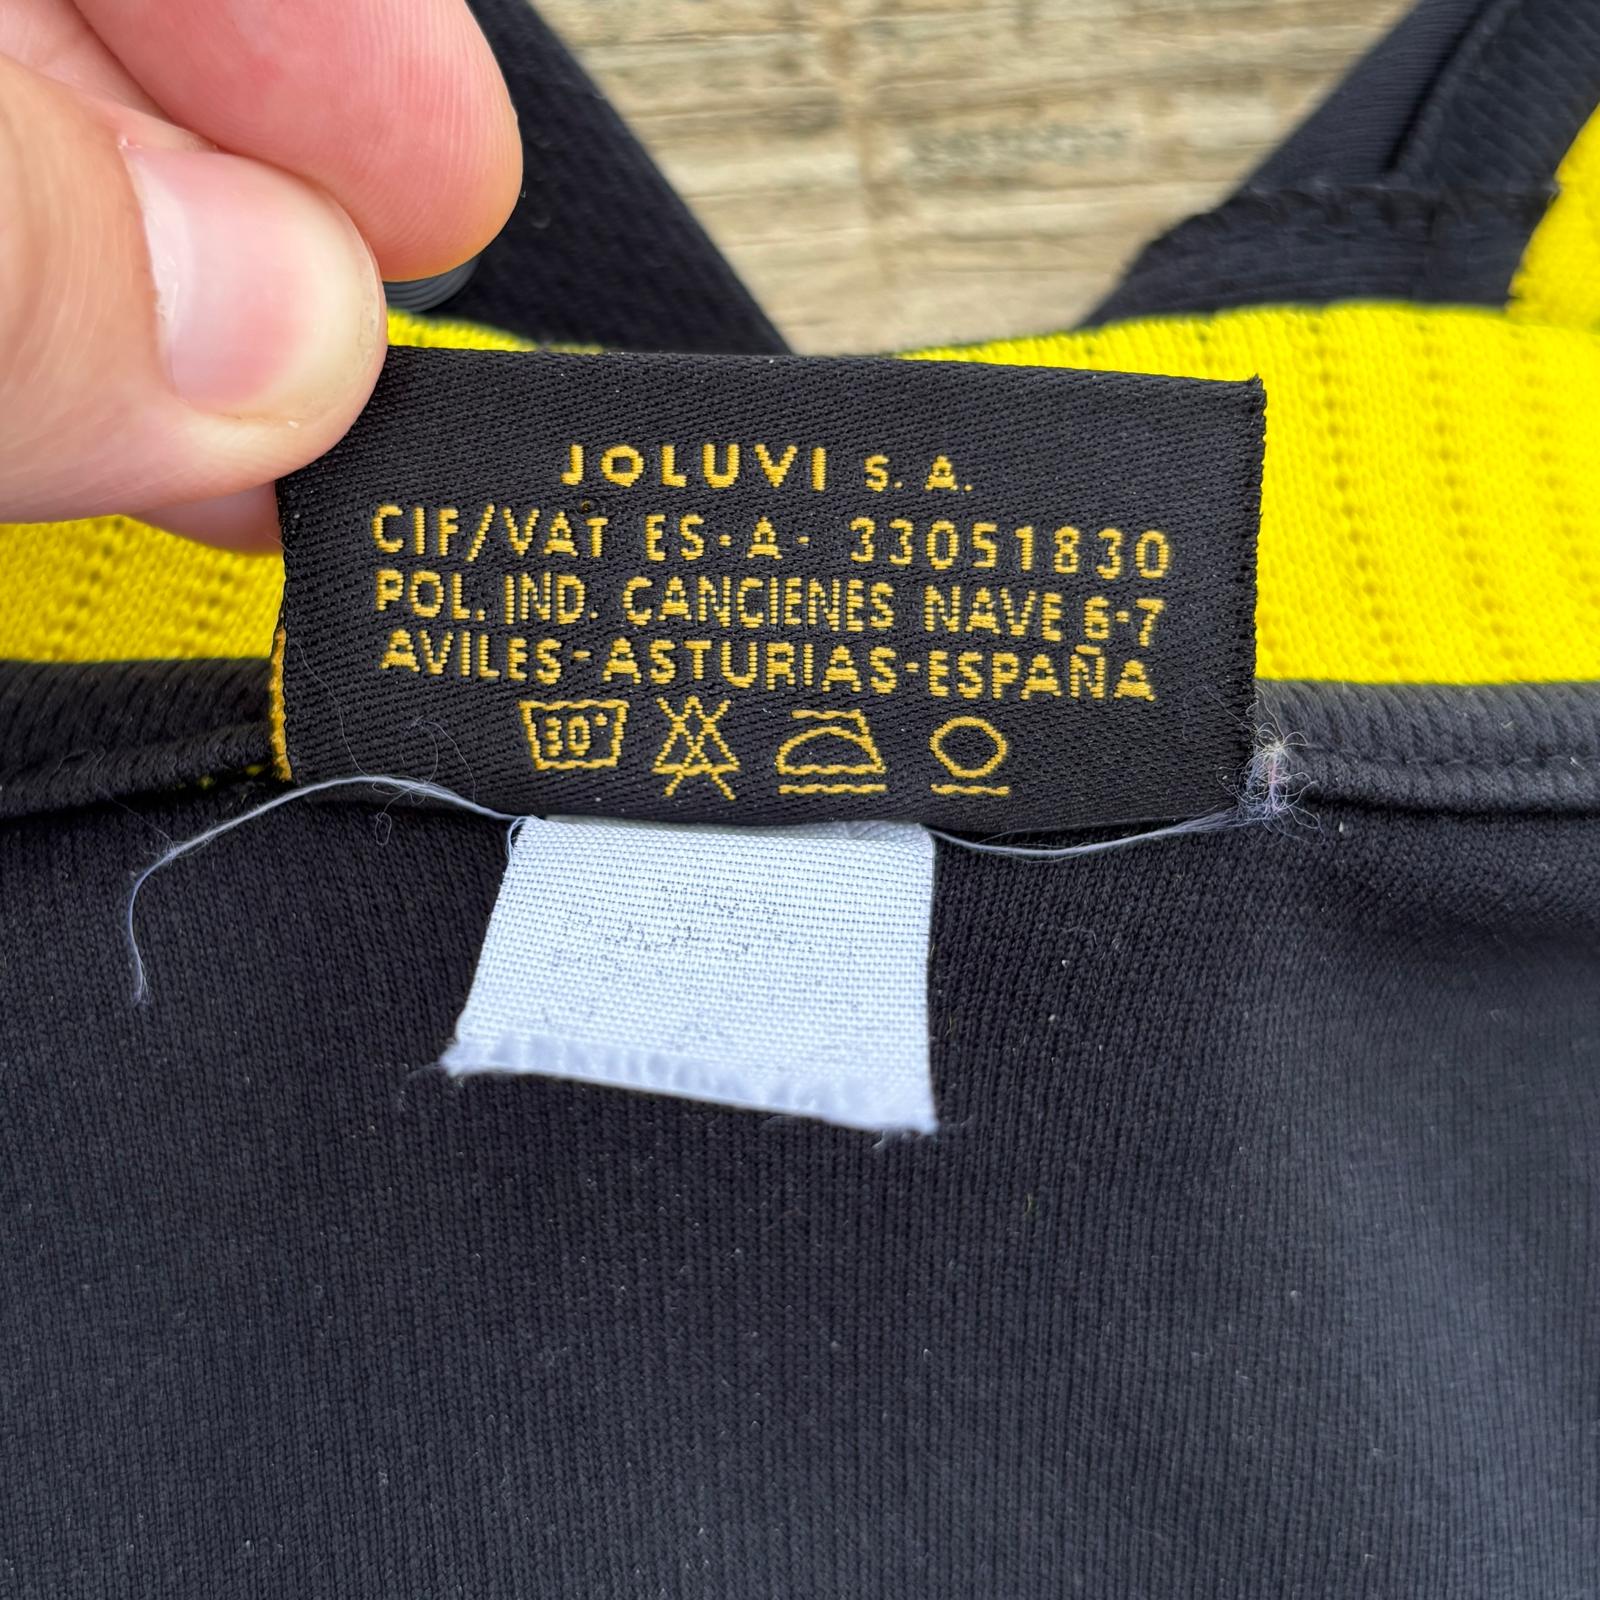 JOLUVI S. A.
CIF/VAT ES-A- 33051830
POL. IND. CANCIENES NAVE 6-7
AVILES-ASTURIAS-ESPAÑA
30°